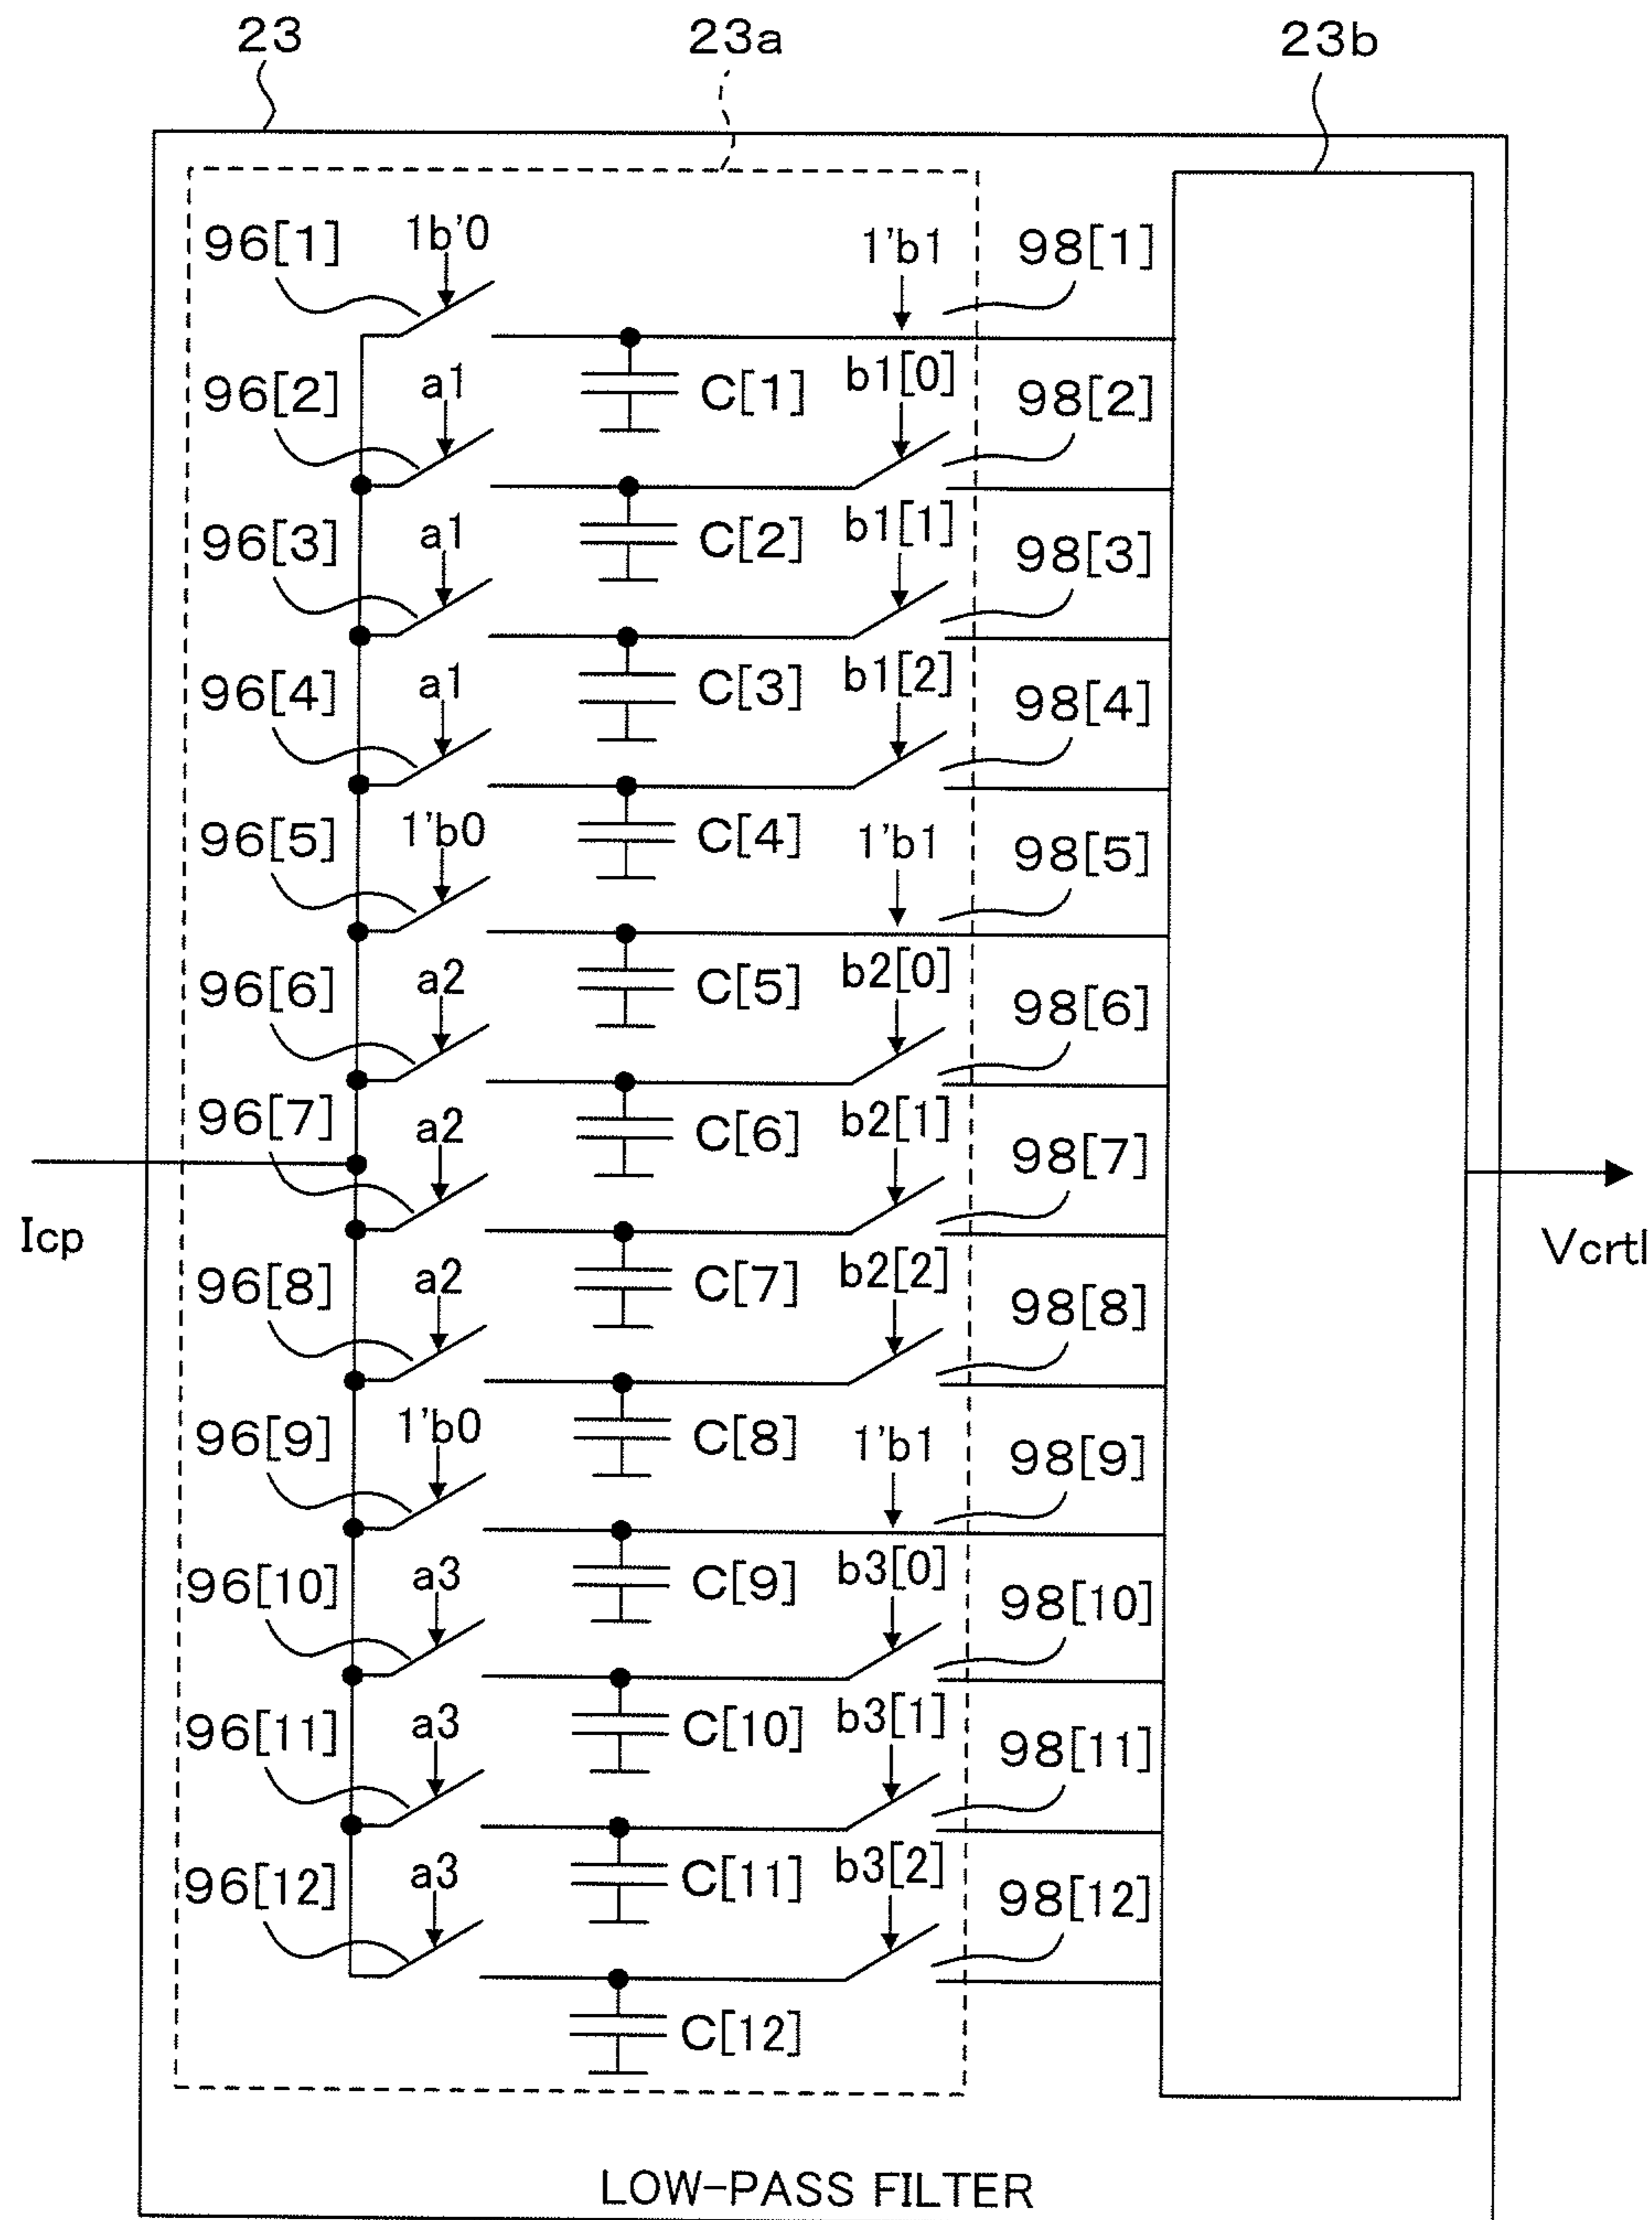 23 23a 23b
96[1] 1b'0 1'b1 98[1]
96[2] a1 C[1] b1[0] 98[2]
96[3] a1 C[2] b1[1] 98[3]
96[4] a1 C[3] b1[2] 98[4]
96[5] 1'b0 C[4] 1'b1 98[5]
96[6] a2 C[5] b2[0] 98[6]
96[7] a2 C[6] b2[1] 98[7]
Icp Vcrtl
96[8] a2 C[7] b2[2] 98[8]
96[9] 1'b0 C[8] 1'b1 98[9]
96[10] a3 C[9] b3[0] 98[10]
96[11] a3 C[10] b3[1] 98[11]
96[12] a3 C[11] b3[2] 98[12]
C[12]
LOW-PASS FILTER